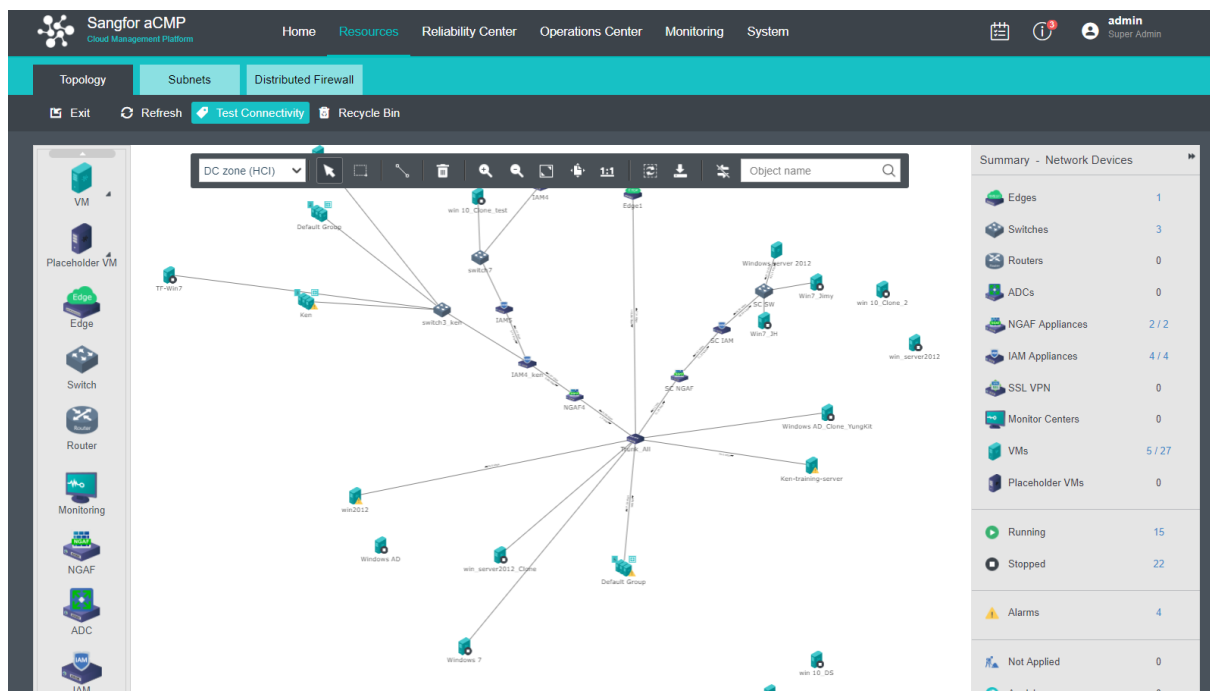 Sangfor aCMP
Cloud Management Platform
Home Resources Reliability Center Operations Center Monitoring System
3
admin
Super Admin
Topology Subnets Distributed Firewall
Exit Refresh Test Connectivity Recycle Bin
VM
Placeholder VM
Edge
Edge
Switch
Router
Router
Monitoring
NGAF
NGAF
ADC
IAM
IAM
DC zone (HCI) 1:1 Object name
win 10_Clone_test
IAM4
Edge1
Default Group
switch7
Windows server 2012
TF-Win7
Ken
switch3_ken
IAM5
SC SW
Win7_Jimy
win 10_Clone_2
SC IAM
Win7_JH
win_server2012
IAM4_ken
SC NGAF
NGAF4
Windows AD_Clone_YungKit
Trunk_All
Ken-training-server
win2012
Windows AD
win_server2012_Clone
Default Group
Windows 7
win 10_DS
Summary - Network Devices
Edges 1
Switches 3
Routers 0
ADCs 0
NGAF Appliances 2 / 2
IAM Appliances 4 / 4
SSL VPN 0
Monitor Centers 0
VMs 5 / 27
Placeholder VMs 0
Running 15
Stopped 22
Alarms 4
Not Applied 0